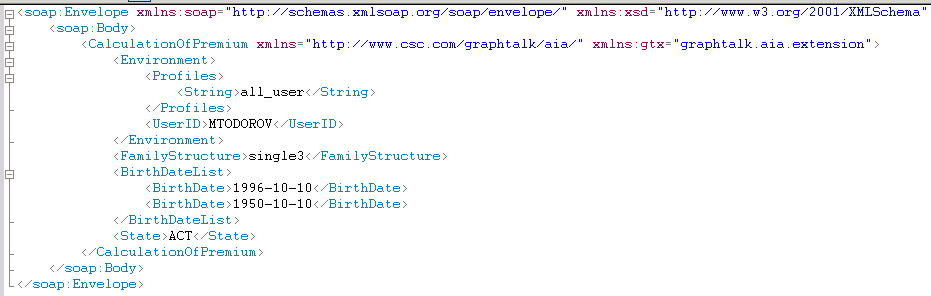 <soap:Envelope xmlns:soap="http://schemas.xmlsoap.org/soap/envelope/" xmlns:xsd="http://www.w3.org/2001/XMLSchema"
<soap:Body>
<CalculationOfPremium xmlns="http://www.csc.com/graphtalk/aia/" xmlns:gtx="graphtalk.aia.extension">
<Environment>
<Profiles>
<String>all_user</String>
</Profiles>
<UserID>MTODOROV</UserID>
</Environment>
<FamilyStructure>single3</FamilyStructure>
<BirthDateList>
<BirthDate>1996-10-10</BirthDate>
<BirthDate>1950-10-10</BirthDate>
</BirthDateList>
<State>ACT</State>
</CalculationOfPremium>
</soap:Body>
</soap:Envelope>